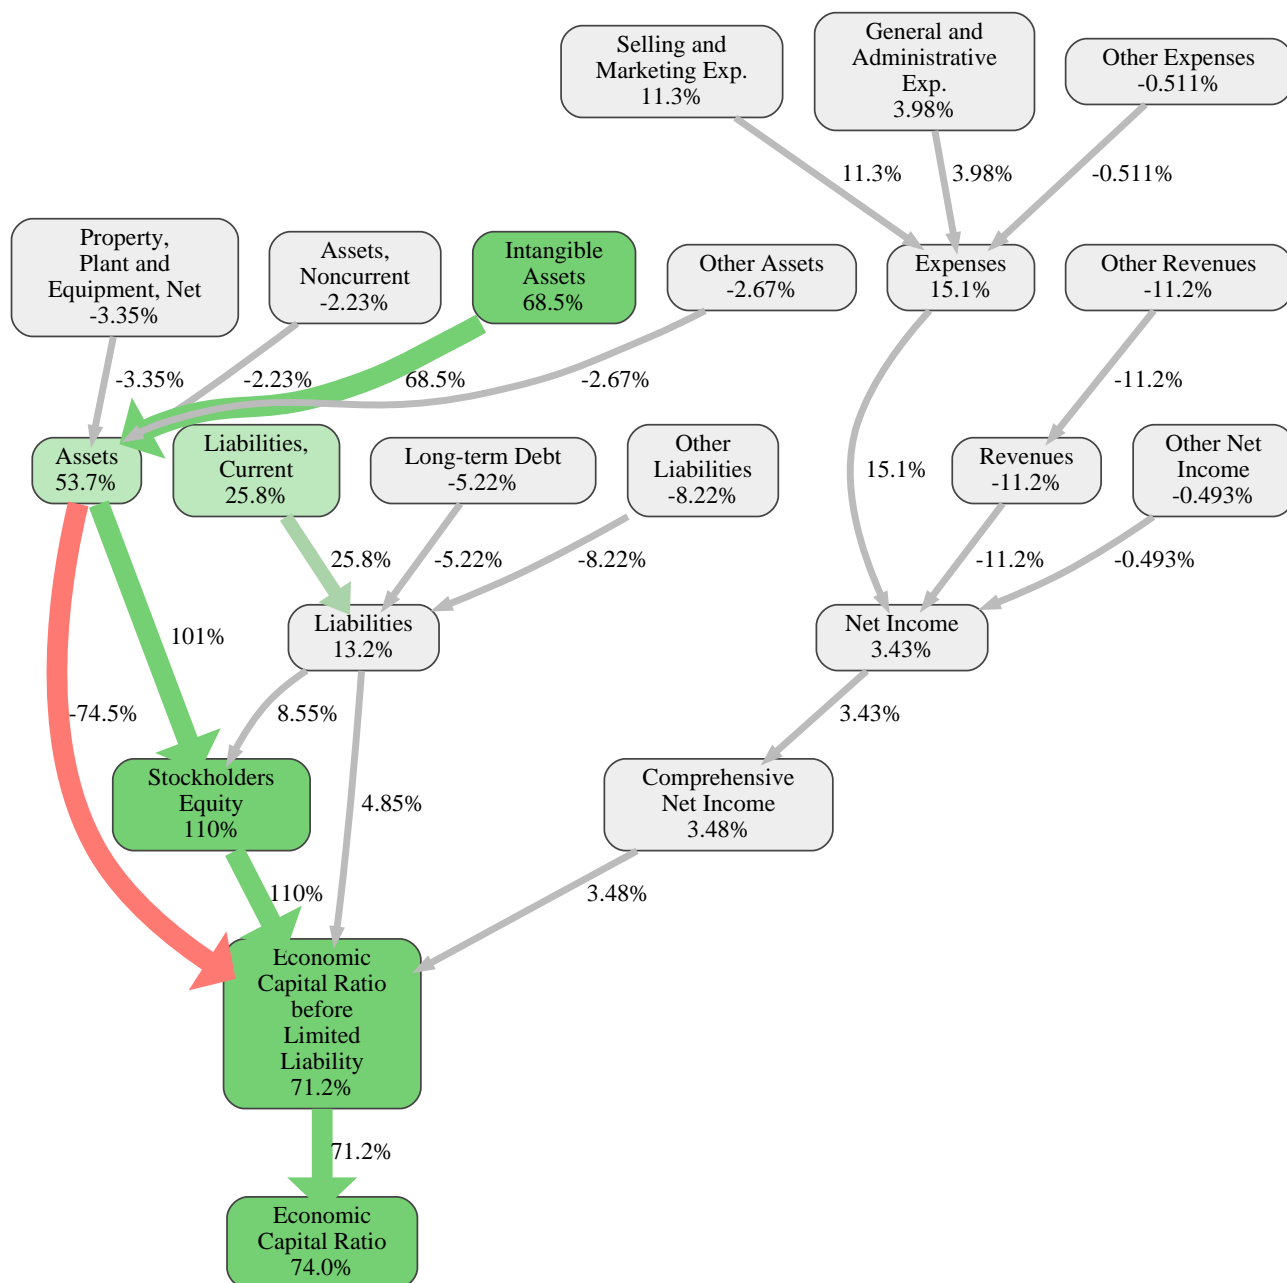 Selling and
Marketing Exp.
11.3%
General and
Administrative
Exp.
3.98%
Other Expenses
-0.511%
11.3%
3.98%
-0.511%
Property,
Plant and
Equipment, Net
-3.35%
Assets,
Noncurrent
-2.23%
Intangible
Assets
68.5%
Other Assets
-2.67%
Expenses
15.1%
Other Revenues
-11.2%
-3.35%
-2.23%
68.5%
-2.67%
-11.2%
Assets
53.7%
Liabilities,
Current
25.8%
Long-term Debt
-5.22%
Other
Liabilities
-8.22%
15.1%
Revenues
-11.2%
Other Net
Income
-0.493%
25.8%
-5.22%
-8.22%
-11.2%
-0.493%
101%
Liabilities
13.2%
Net Income
3.43%
-74.5%
8.55%
3.43%
Stockholders
Equity
110%
4.85%
Comprehensive
Net Income
3.48%
110%
3.48%
Economic
Capital Ratio
before
Limited
Liability
71.2%
71.2%
Economic
Capital Ratio
74.0%